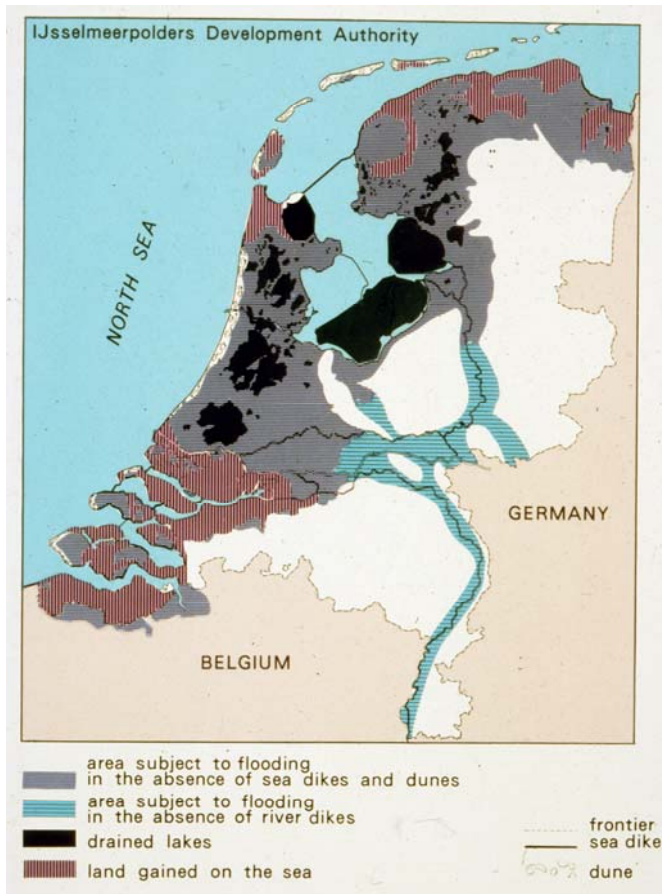 IJsselmeerpolders Development Authority
NORTH SEA
GERMANY
BELGIUM
area subject to flooding
in the absence of sea dikes and dunes
area subject to flooding
in the absence of river dikes
drained lakes
land gained on the sea
frontier
sea dike
dune